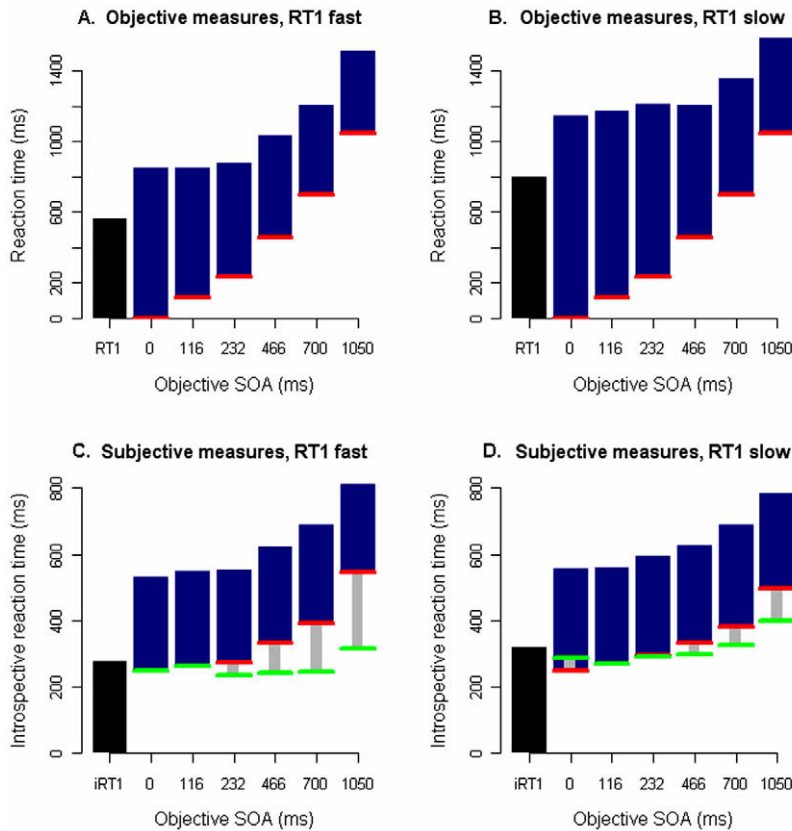 A. Objective measures, RT1 fast
Reaction time (ms)
1400
1000
600
200
0
RT1 0 116 232 466 700 1050
Objective SOA (ms)
B. Objective measures, RT1 slow
Reaction time (ms)
1400
1000
600
200
0
RT1 0 116 232 466 700 1050
Objective SOA (ms)
C. Subjective measures, RT1 fast
Introspective reaction time (ms)
800
600
400
200
0
iRT1 0 116 232 466 700 1050
Objective SOA (ms)
D. Subjective measures, RT1 slow
Introspective reaction time (ms)
800
600
400
200
0
iRT1 0 116 232 466 700 1050
Objective SOA (ms)